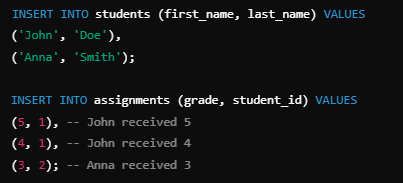 INSERT INTO students (first_name, last_name) VALUES
('John', 'Doe'),
('Anna', 'Smith');
INSERT INTO assignments (grade, student_id) VALUES
(5, 1), -- John received 5
(4, 1), -- John received 4
(3, 2); -- Anna received 3